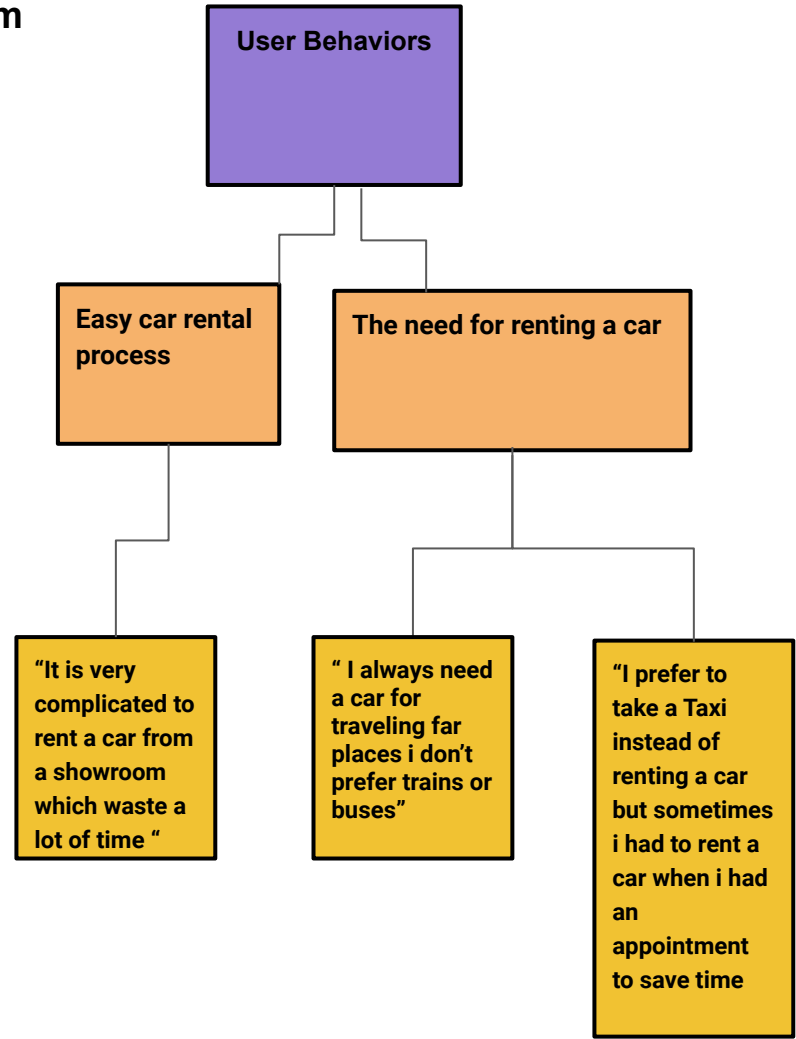 m
User Behaviors
Easy car rental
process
The need for renting a car
“It is very
complicated to
rent a car from
a showroom
which waste a
lot of time “
“ I always need
a car for
traveling far
places i don’t
prefer trains or
buses”
“I prefer to
take a Taxi
instead of
renting a car
but sometimes
i had to rent a
car when i had
an
appointment
to save time